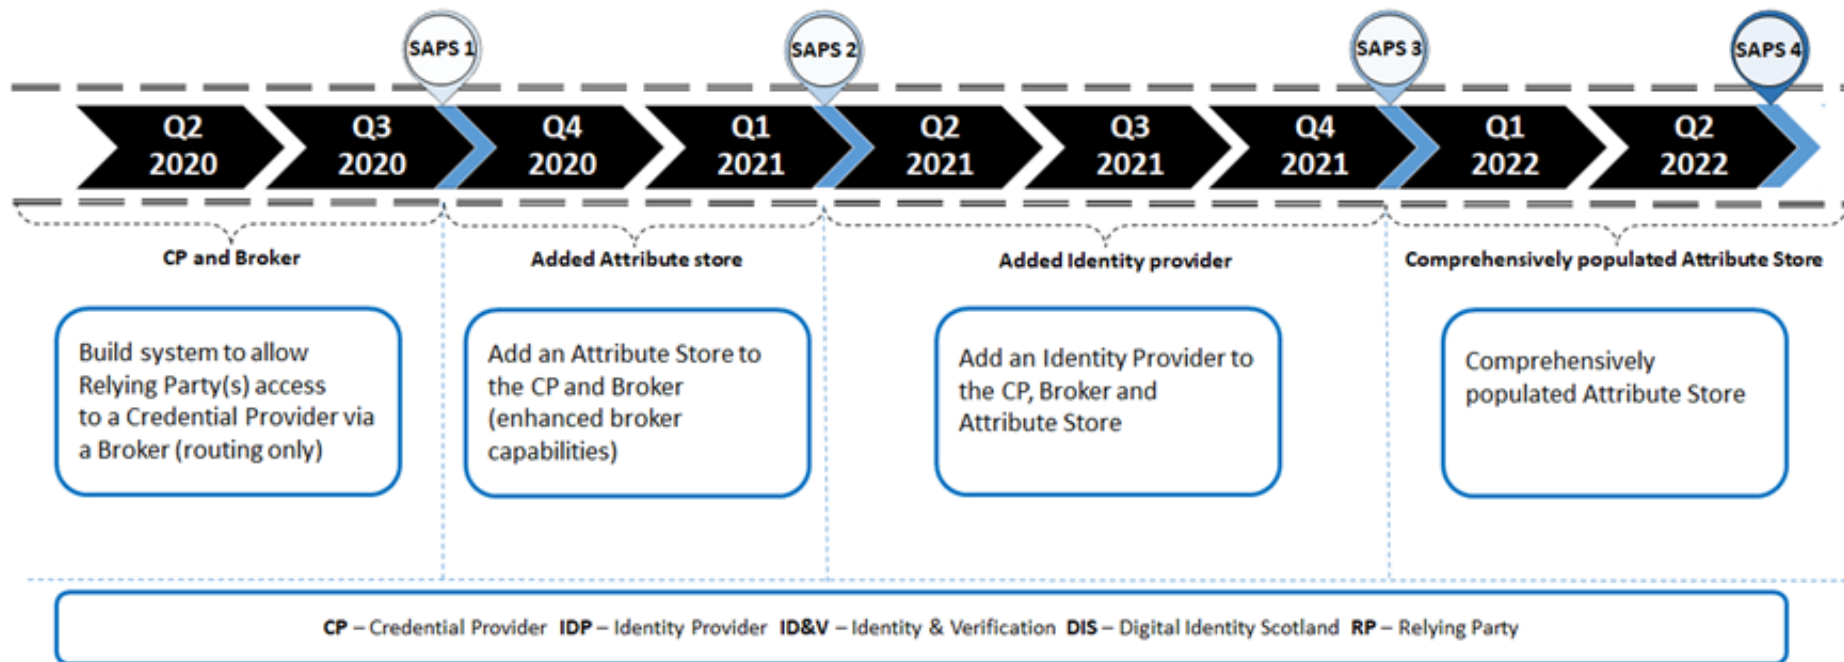 SAPS 1
SAPS 2
SAPS 3
SAPS 4
Q2
2020
Q3
2020
Q4
2020
Q1
2021
Q2
2021
Q3
2021
Q4
2021
Q1
2022
Q2
2022
CP and Broker
Added Attribute store
Added Identity provider
Comprehensively populated Attribute Store
Build system to allow
Relying Party(s) access
to a Credential Provider via
a Broker (routing only)
Add an Attribute Store to
the CP and Broker
(enhanced broker
capabilities)
Add an Identity Provider to
the CP, Broker and
Attribute Store
Comprehensively
populated Attribute Store
CP – Credential Provider IDP – Identity Provider ID&V – Identity & Verification DIS – Digital Identity Scotland RP – Relying Party